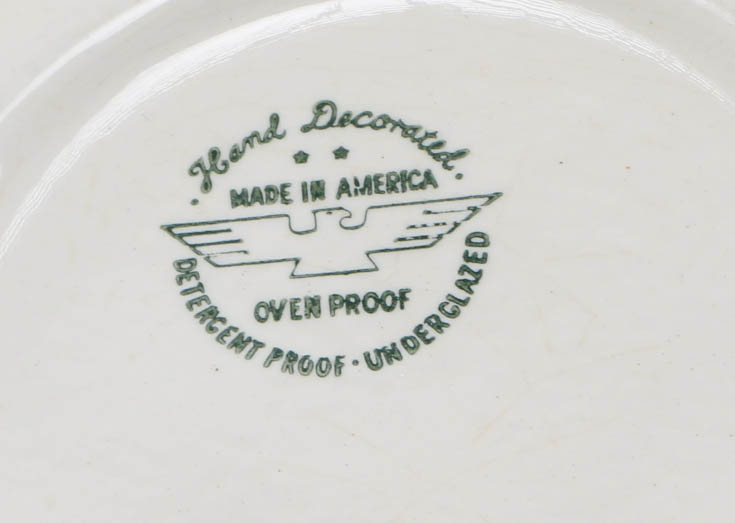 · Hand Decorated ·
MADE IN AMERICA
OVEN PROOF
DETERGENT PROOF · UNDERGLAZED